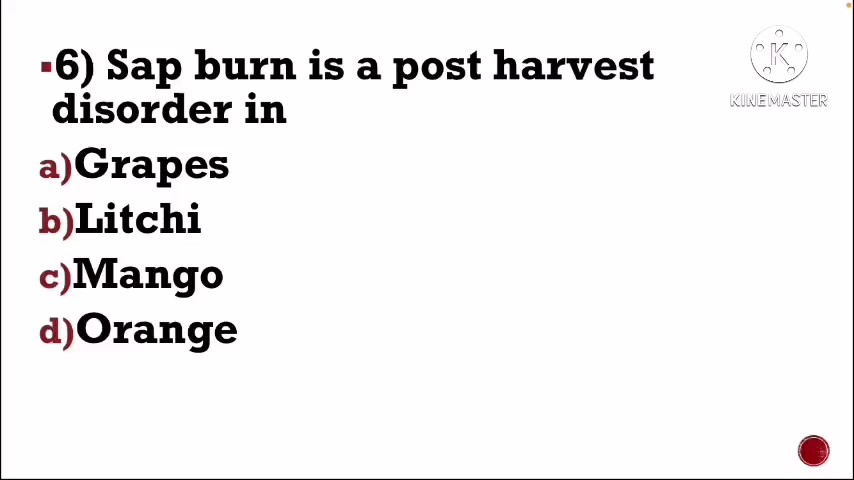 ▪6) Sap burn is a post harvest
disorder in
a)Grapes
b)Litchi
c)Mango
d)Orange
K
KINEMASTER